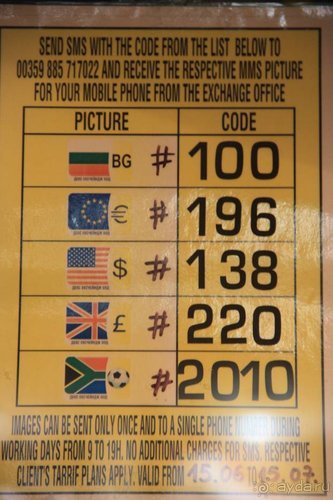 SEND SMS WITH THE CODE FROM THE LIST BELOW TO
00359 885 717022 AND RECEIVE THE RESPECTIVE MMS PICTURE
FOR YOUR MOBILE PHONE FROM THE EXCHANGE OFFICE
PICTURE CODE
BG # 100
€ # 196
$ # 138
£ # 220
# 2010
IMAGES CAN BE SENT ONLY ONCE AND TO A SINGLE PHONE NUMBER DURING
WORKING DAYS FROM 9 TO 19H. NO ADDITIONAL CHARGES FOR SMS. RESPECTIVE
CLIENT'S TARRIF PLANS APPLY. VALID FROM 15.06